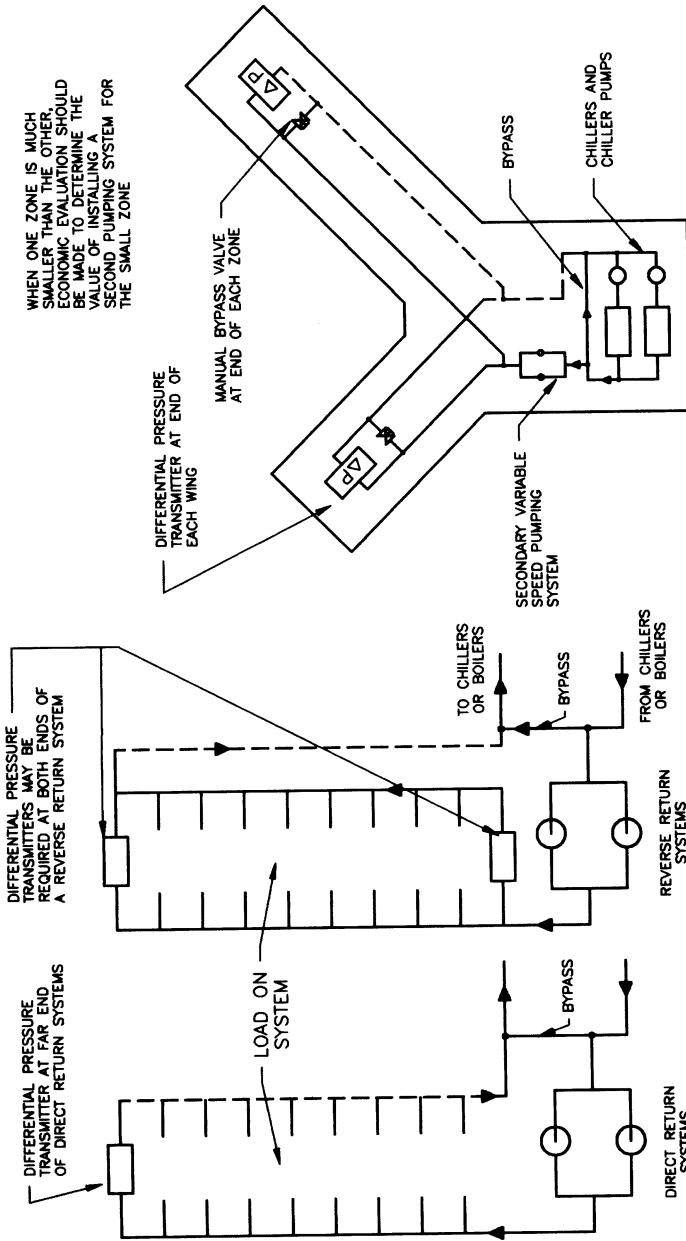 DIFFERENTIAL PRESSURE
TRANSMITTER AT FAR END
OF DIRECT RETURN SYSTEMS
LOAD ON
SYSTEM
BYPASS
DIRECT RETURN
SYSTEMS
DIFFERENTIAL PRESSURE
TRANSMITTERS MAY BE
REQUIRED AT BOTH ENDS OF
A REVERSE RETURN SYSTEM
TO CHILLERS
OR BOILERS
BYPASS
FROM CHILLERS
OR BOILERS
REVERSE RETURN
SYSTEMS
WHEN ONE ZONE IS MUCH
SMALLER THAN THE OTHER,
ECONOMIC EVALUATION SHOULD
BE MADE TO DETERMINE THE
VALUE OF INSTALLING A
SECOND PUMPING SYSTEM FOR
THE SMALL ZONE
DIFFERENTIAL PRESSURE
TRANSMITTER AT END OF
EACH WING
MANUAL BYPASS VALVE
AT END OF EACH ZONE
ΔP
ΔP
SECONDARY VARIABLE
SPEED PUMPING
SYSTEM
BYPASS
CHILLERS AND
CHILLER PUMPS